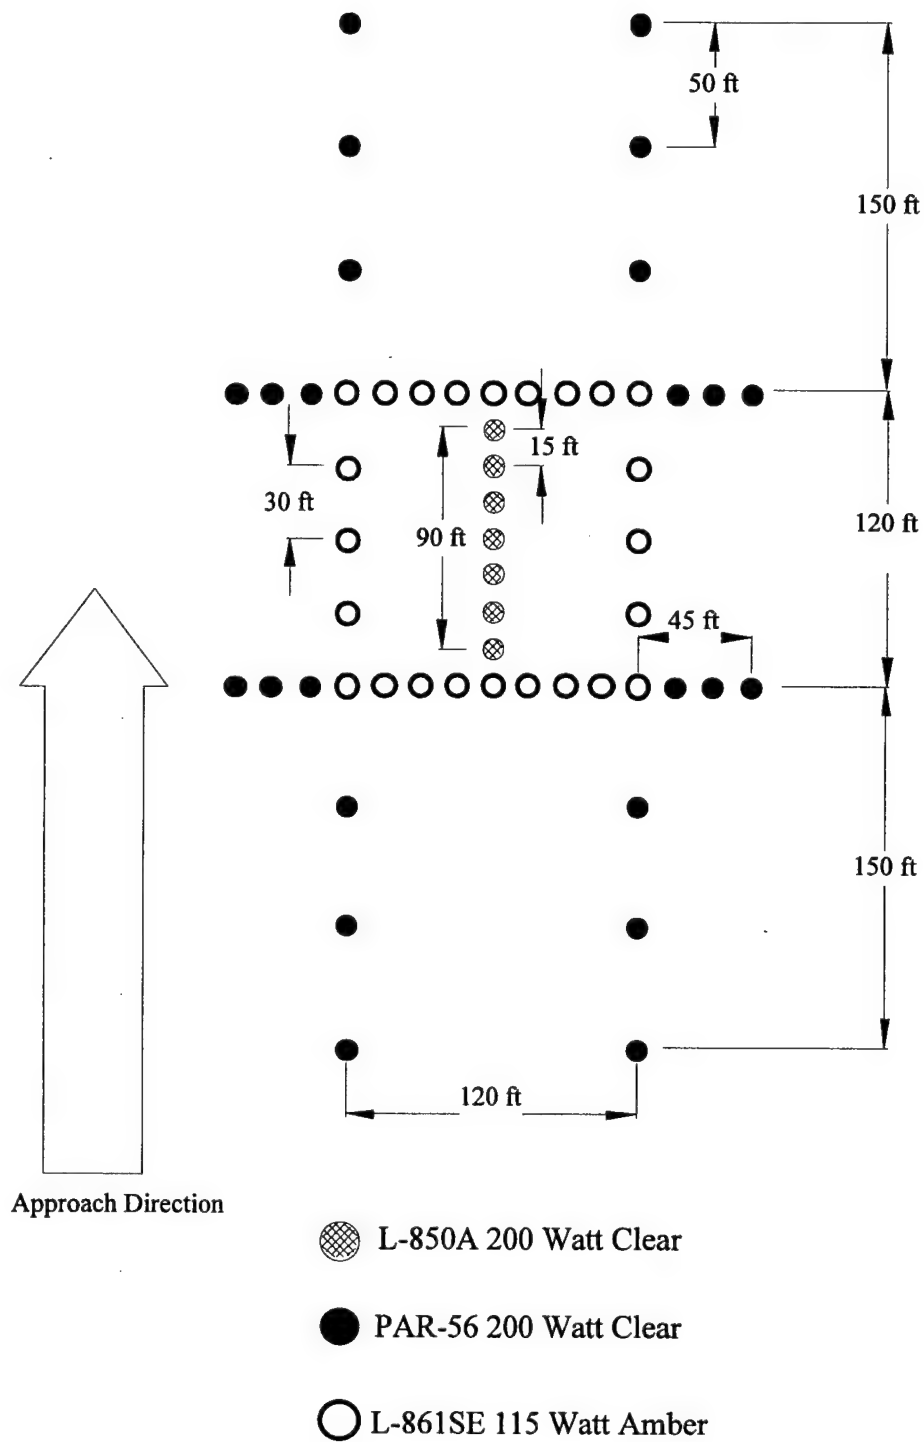 50 ft
150 ft
15 ft
30 ft
90 ft
120 ft
45 ft
150 ft
120 ft
Approach Direction
L-850A 200 Watt Clear
PAR-56 200 Watt Clear
L-861SE 115 Watt Amber